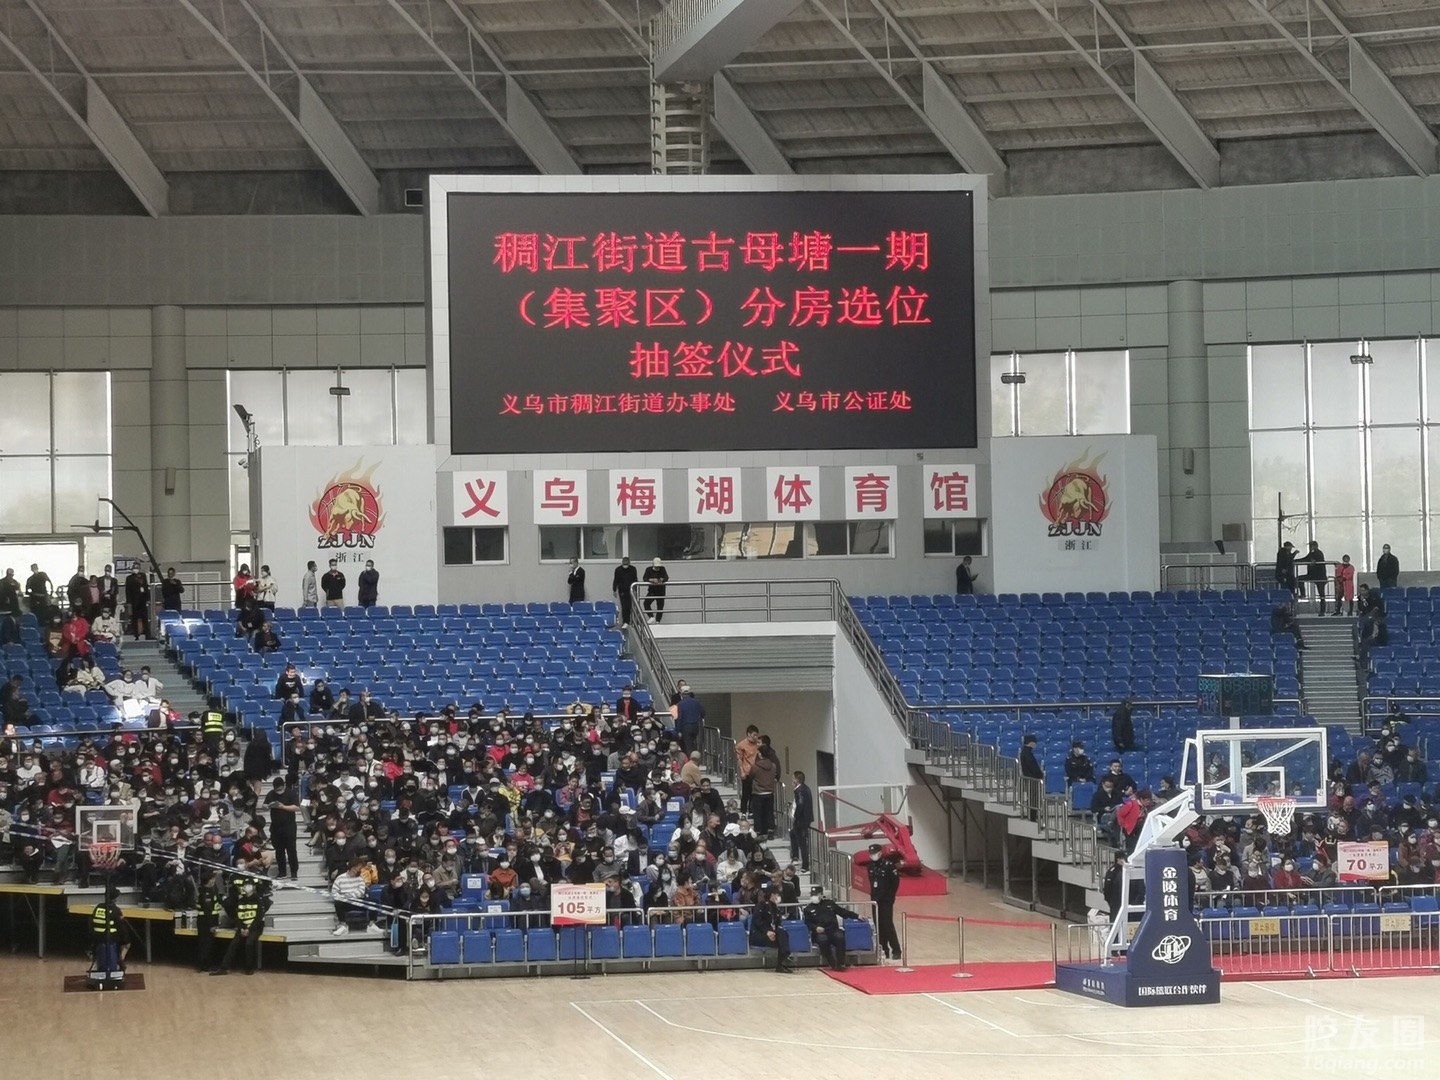 稠江街道古母塘一期
（集聚区）分房选位
抽签仪式
义乌市稠江街道办事处 义乌市公证处
义乌梅湖体育馆
ZJJN
浙江
ZJJN
浙江
105平方
70平方
金陵体育
国际篮联合作伙伴
18qiang.com